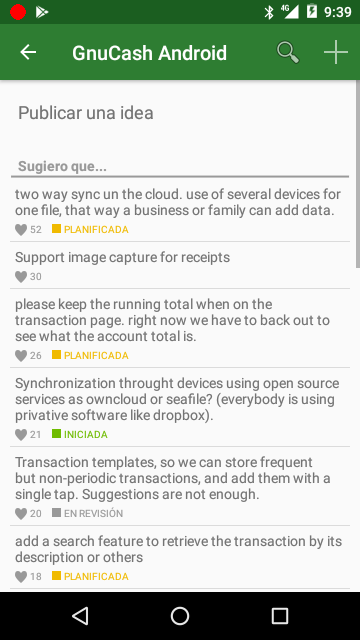 4G
9:39
GnuCash Android
Publicar una idea
Sugiero que...
two way sync un the cloud. use of several devices for
one file, that way a business or family can add data.
52 PLANIFICADA
Support image capture for receipts
30
please keep the running total when on the
transaction page. right now we have to back out to
see what the account total is.
26 PLANIFICADA
Synchronization throught devices using open source
services as owncloud or seafile? (everybody is using
privative software like dropbox).
21 INICIADA
Transaction templates, so we can store frequent
but non-periodic transactions, and add them with a
single tap. Suggestions are not enough.
20 EN REVISIÓN
add a search feature to retrieve the transaction by its
description or others
18 PLANIFICADA